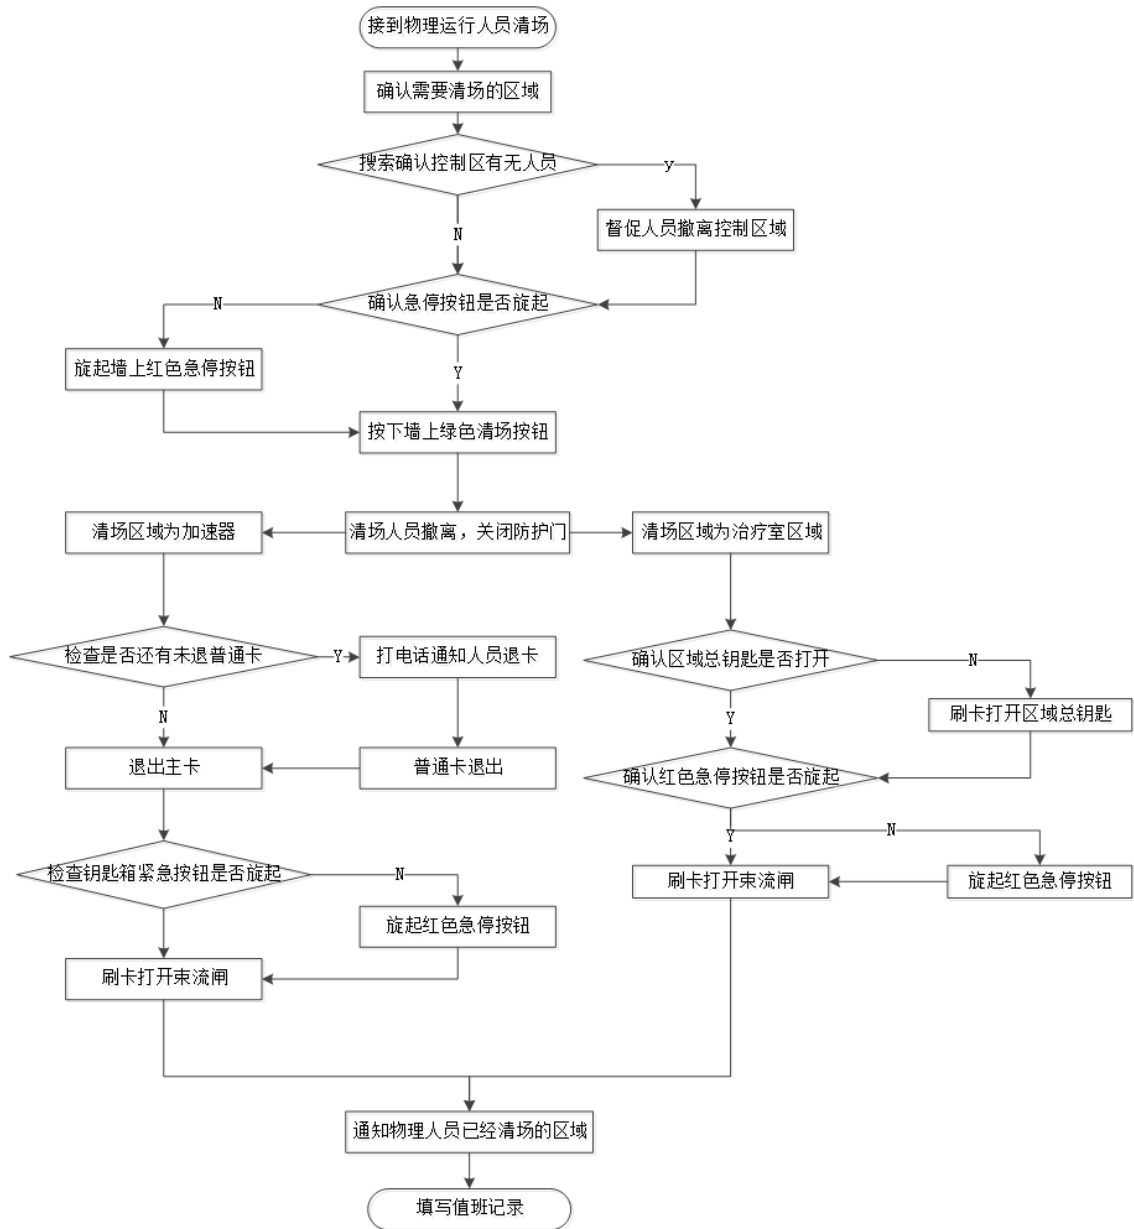 接到物理运行人员清场
确认需要清场的区域
搜索确认控制区有无人员
y
督促人员撤离控制区域
N
确认急停按钮是否旋起
N
旋起墙上红色急停按钮
Y
按下墙上绿色清场按钮
清场区域为加速器
清场人员撤离，关闭防护门
清场区域为治疗室区域
检查是否还有未退普通卡
Y
打电话通知人员退卡
确认区域总钥匙是否打开
N
N
Y
刷卡打开区域总钥匙
退出主卡
普通卡退出
确认红色急停按钮是否旋起
Y
N
检查钥匙箱紧急按钮是否旋起
N
刷卡打开束流闸
旋起红色急停按钮
旋起红色急停按钮
刷卡打开束流闸
通知物理人员已经清场的区域
填写值班记录